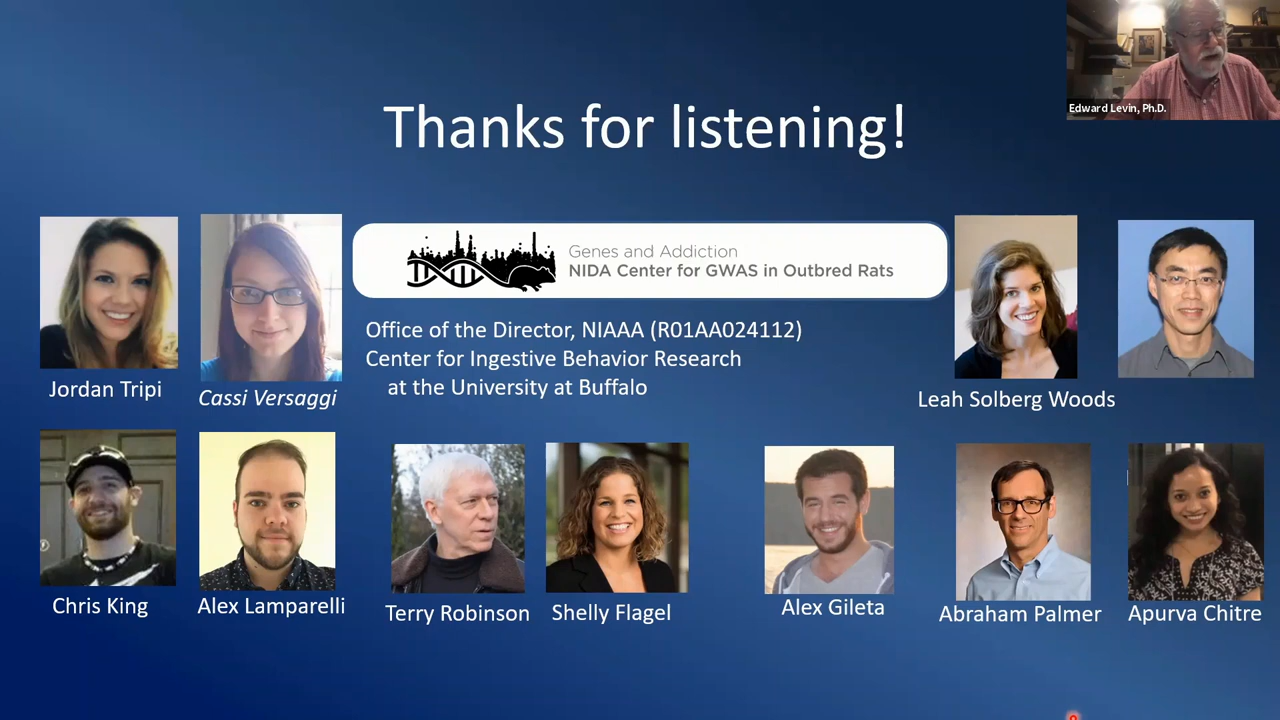 Edward Levin, Ph.D.
Thanks for listening!
Genes and Addiction
NIDA Center for GWAS in Outbred Rats
Office of the Director, NIAAA (R01AA024112)
Center for Ingestive Behavior Research
at the University at Buffalo
Jordan Tripi
Cassi Versaggi
Leah Solberg Woods
Chris King
Alex Lamparelli
Terry Robinson
Shelly Flagel
Alex Gileta
Abraham Palmer
Apurva Chitre